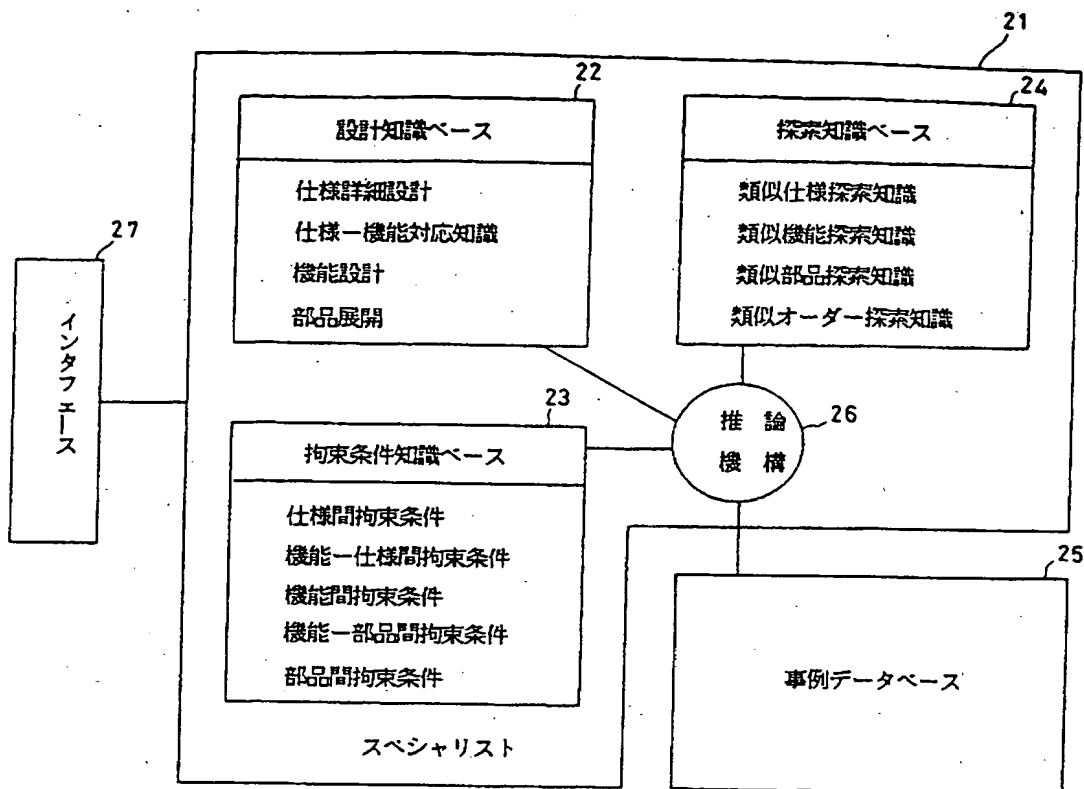 21
22
設計知識ベース
仕様詳細設計
仕様ー機能対応知識
機能設計
部品展開
24
探索知識ベース
類似仕様探索知識
類似機能探索知識
類似部品探索知識
類似オーダー探索知識
27
インタフェース
23
拘束条件知識ベース
仕様間拘束条件
機能ー仕様間拘束条件
機能間拘束条件
機能ー部品間拘束条件
部品間拘束条件
推論
機構
26
スペシャリスト
25
事例データベース